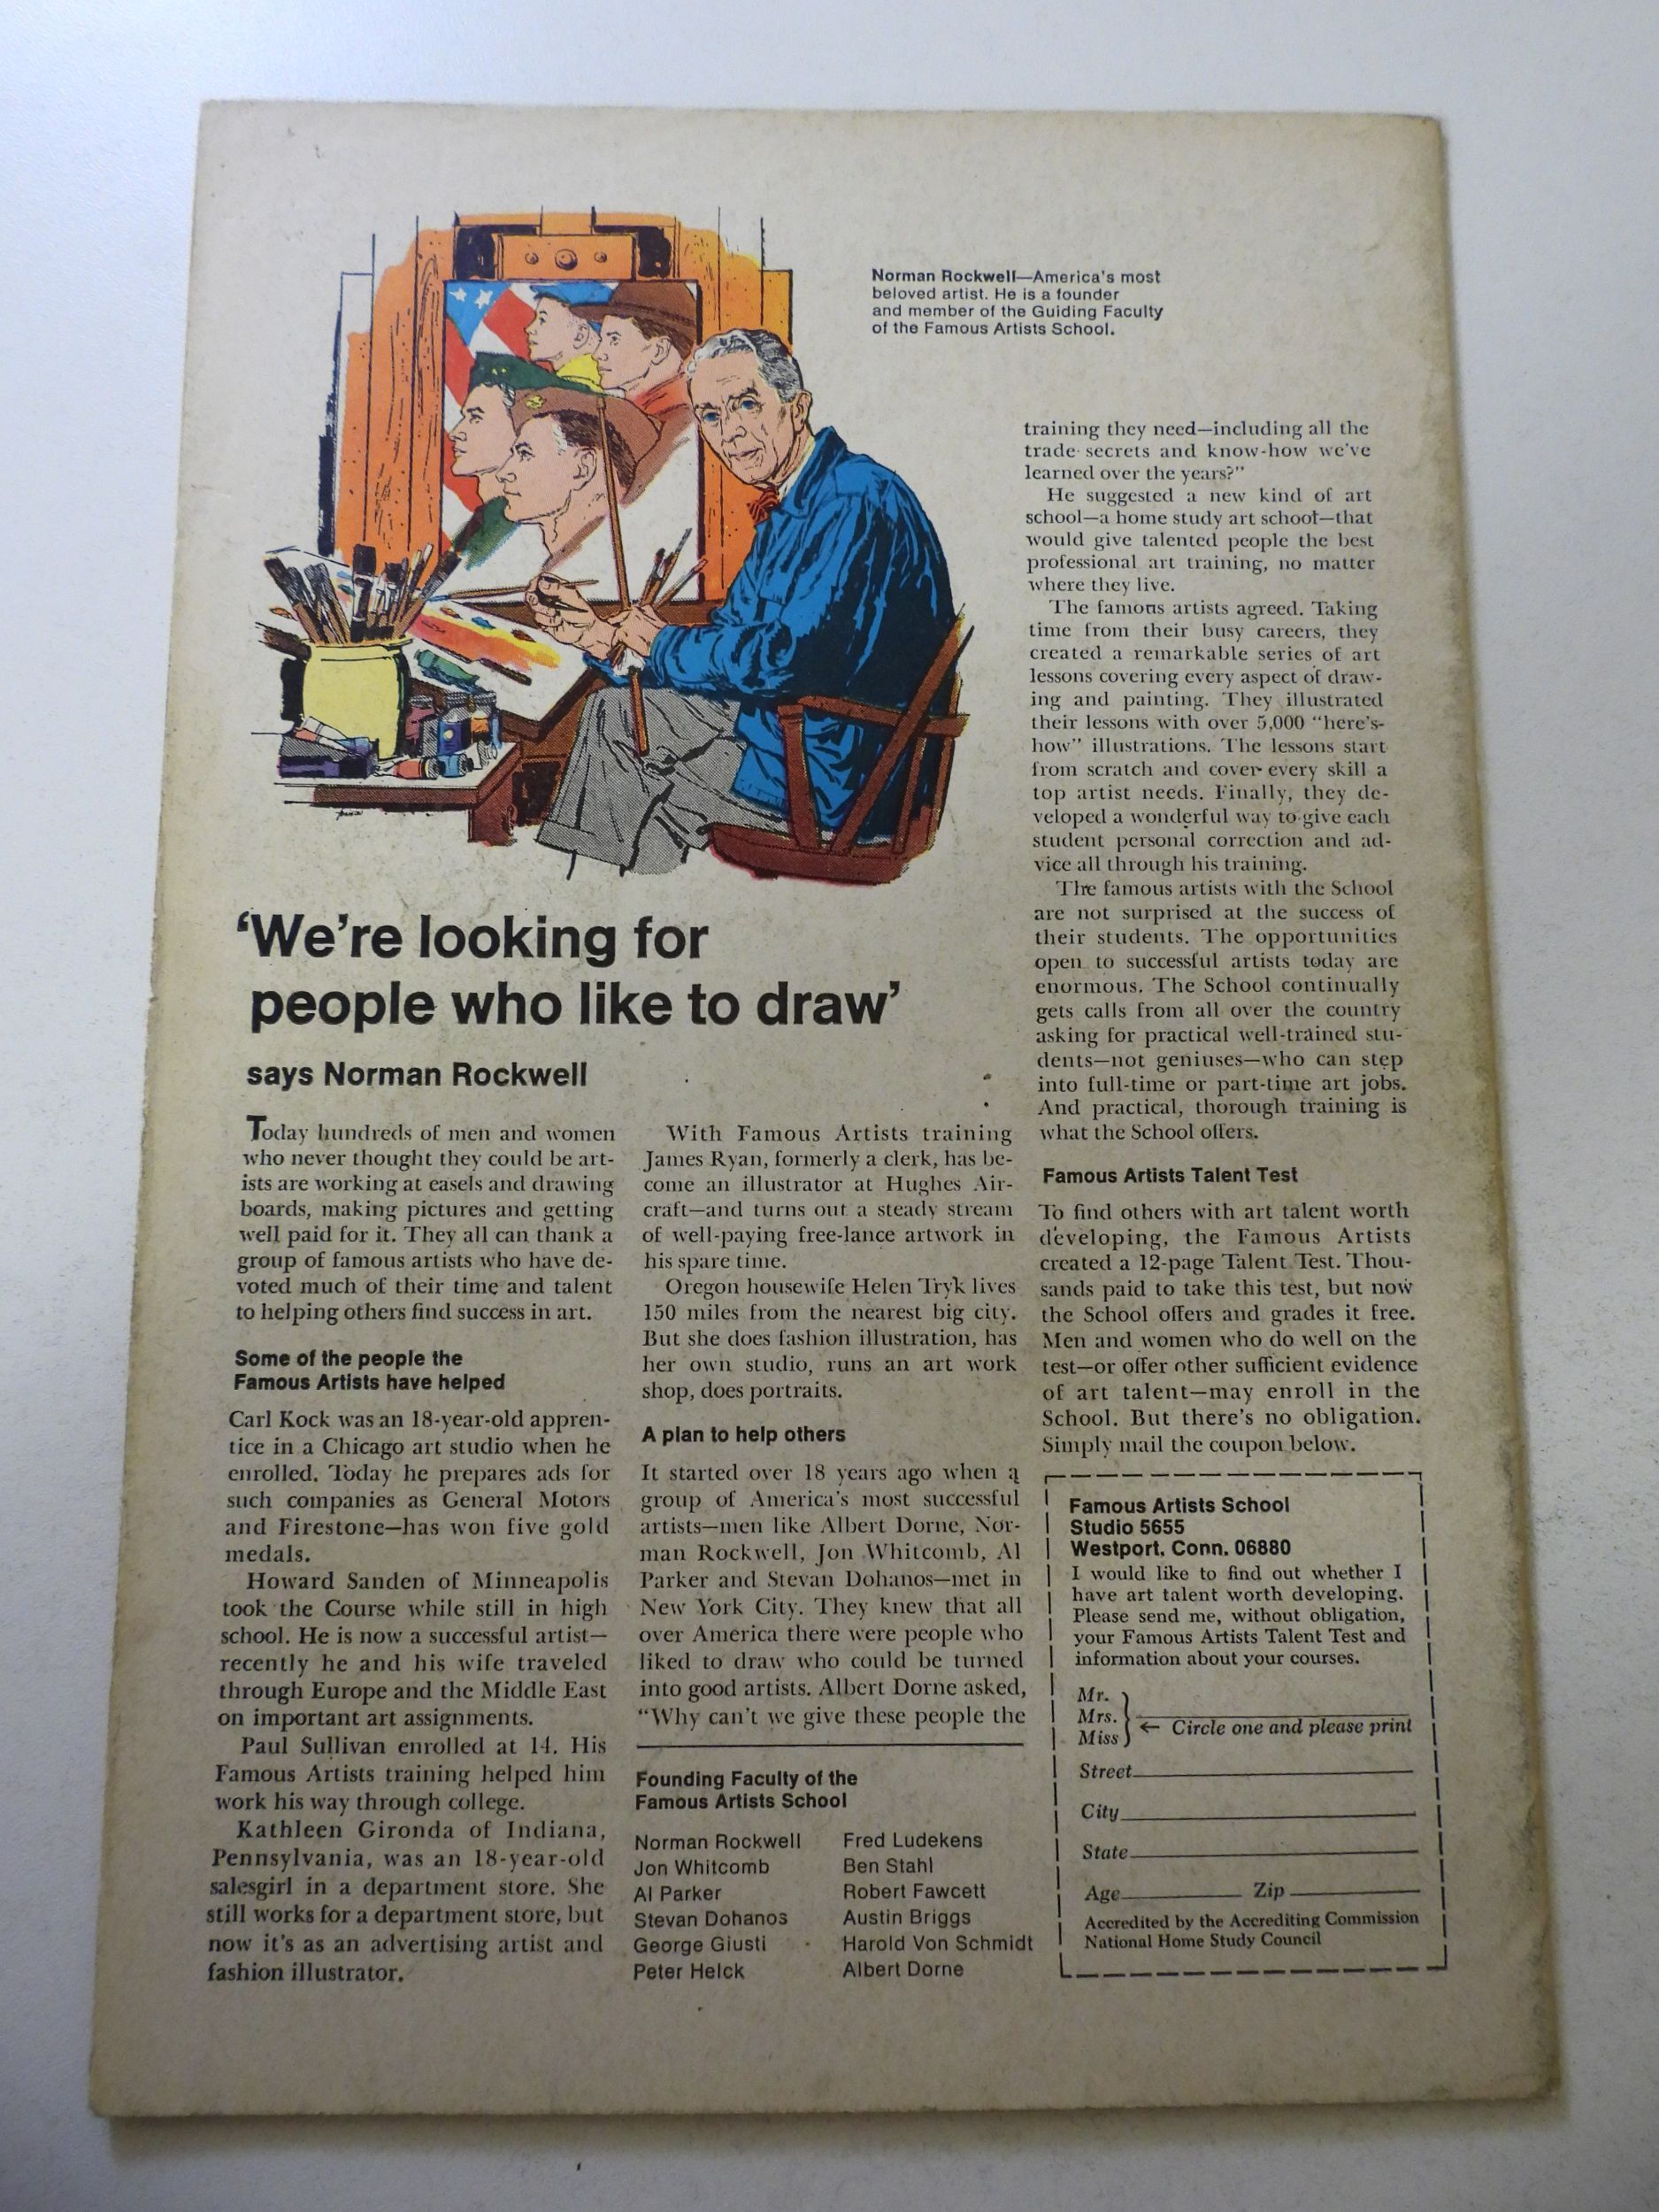 Norman Rockwell—America's most
beloved artist. He is a founder
and member of the Guiding Faculty
of the Famous Artists School.
‘We're looking for
people who like to draw’
says Norman Rockwell
Today hundreds of men and women
who never thought they could be art-
ists are working at easels and drawing
boards, making pictures and getting
well paid for it. They all can thank a
group of famous artists who have de-
voted much of their time and talent
to helping others find success in art.
Some of the people the
Famous Artists have helped
Carl Kock was an 18-year-old appren-
tice in a Chicago art studio when he
enrolled. Today he prepares ads for
such companies as General Motors
and Firestone—has won five gold
medals.
Howard Sanden of Minneapolis
took the Course while still in high
school. He is now a successful artist—
recently he and his wife traveled
through Europe and the Middle East
on important art assignments.
Paul Sullivan enrolled at 14. His
Famous Artists training helped him
work his way through college.
Kathleen Gironda of Indiana,
Pennsylvania, was an 18-year-old
salesgirl in a department store. She
still works for a department store, but
now it's as an advertising artist and
fashion illustrator.
With Famous Artists training
James Ryan, formerly a clerk, has be-
come an illustrator at Hughes Air-
craft—and turns out a steady stream
of well-paying free-lance artwork in
his spare time.
Oregon housewife Helen Tryk lives
150 miles from the nearest big city.
But she does fashion illustration, has
her own studio, runs an art work
shop, does portraits.
A plan to help others
It started over 18 years ago when a
group of America's most successful
artists—men like Albert Dorne, Nor-
man Rockwell, Jon Whitcomb, Al
Parker and Stevan Dohanos—met in
New York City. They knew that all
over America there were people who
liked to draw who could be turned
into good artists. Albert Dorne asked,
“Why can't we give these people the
training they need—including all the
trade secrets and know-how we've
learned over the years?”
He suggested a new kind of art
school—a home study art school—that
would give talented people the best
professional art training, no matter
where they live.
The famous artists agreed. Taking
time from their busy careers, they
created a remarkable series of art
lessons covering every aspect of draw-
ing and painting. They illustrated
their lessons with over 5,000 “here's-
how” illustrations. The lessons start
from scratch and cover every skill a
top artist needs. Finally, they de-
veloped a wonderful way to give each
student personal correction and ad-
vice all through his training.
The famous artists with the School
are not surprised at the success of
their students. The opportunities
open to successful artists today are
enormous. The School continually
gets calls from all over the country
asking for practical well-trained stu-
dents—not geniuses—who can step
into full-time or part-time art jobs.
And practical, thorough training is
what the School offers.
Famous Artists Talent Test
To find others with art talent worth
developing, the Famous Artists
created a 12-page Talent Test. Thou-
sands paid to take this test, but now
the School offers and grades it free.
Men and women who do well on the
test—or offer other sufficient evidence
of art talent—may enroll in the
School. But there's no obligation.
Simply mail the coupon below.
Founding Faculty of the
Famous Artists School
Norman Rockwell
Jon Whitcomb
Al Parker
Stevan Dohanos
George Giusti
Peter Helck
Fred Ludekens
Ben Stahl
Robert Fawcett
Austin Briggs
Harold Von Schmidt
Albert Dorne
Famous Artists School
Studio 5655
Westport, Conn. 06880
I would like to find out whether I
have art talent worth developing.
Please send me, without obligation,
your Famous Artists Talent Test and
information about your courses.
Mr.
Mrs.
Miss
← Circle one and please print
Street
City
State
Age Zip
Accredited by the Accrediting Commission
National Home Study Council